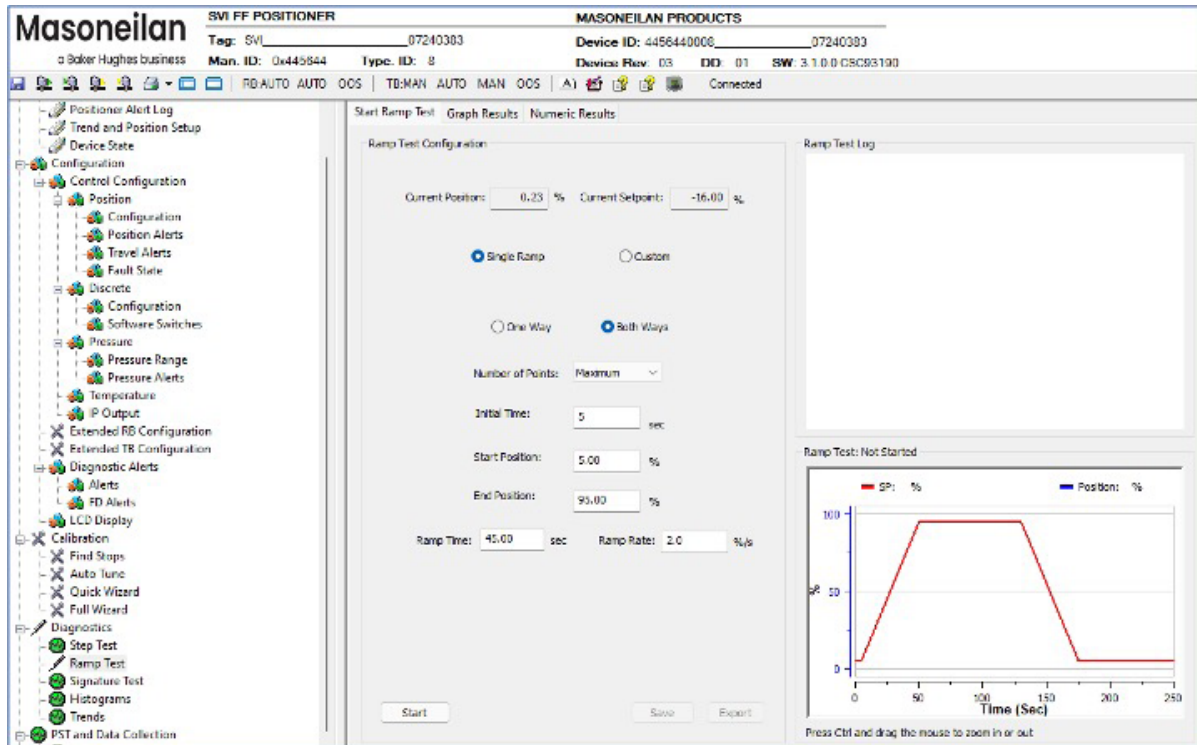 Masoneilan
a Baker Hughes business
SVI FF POSITIONER
MASONEILAN PRODUCTS
Tag: SVI_______________07240383
Device ID: 4456440008_______________07240383
Man. ID: 0x445644 Type. ID: 8
Device Rev: 03 DD: 01 SW: 3.1.0.0 C8C93190
RB:AUTO AUTO OOS TB:MAN AUTO MAN OOS A) Connected
Positioner Alert Log
Trend and Position Setup
Device State
Configuration
Control Configuration
Position
Configuration
Position Alerts
Travel Alerts
Fault State
Discrete
Configuration
Software Switches
Pressure
Pressure Range
Pressure Alerts
Temperature
IP Output
Extended RB Configuration
Extended TB Configuration
Diagnostic Alerts
Alerts
FD Alerts
LCD Display
Calibration
Find Stops
Auto Tune
Quick Wizard
Full Wizard
Diagnostics
Step Test
Ramp Test
Signature Test
Histograms
Trends
PST and Data Collection
Start Ramp Test Graph Results Numeric Results
Ramp Test Configuration
Current Position: 0.23 % Current Setpoint: -16.00 %
Single Ramp Custom
One Way Both Ways
Number of Points: Maximum
Initial Time: 5 sec
Start Position: 5.00 %
End Position: 95.00 %
Ramp Time: 45.00 sec Ramp Rate: 2.0 %/s
Start Save Export
Ramp Test Log
Ramp Test: Not Started
SP: % Position: %
100
50
0
%
0 50 100 150 200 250
Time (Sec)
Press Ctrl and drag the mouse to zoom in or out